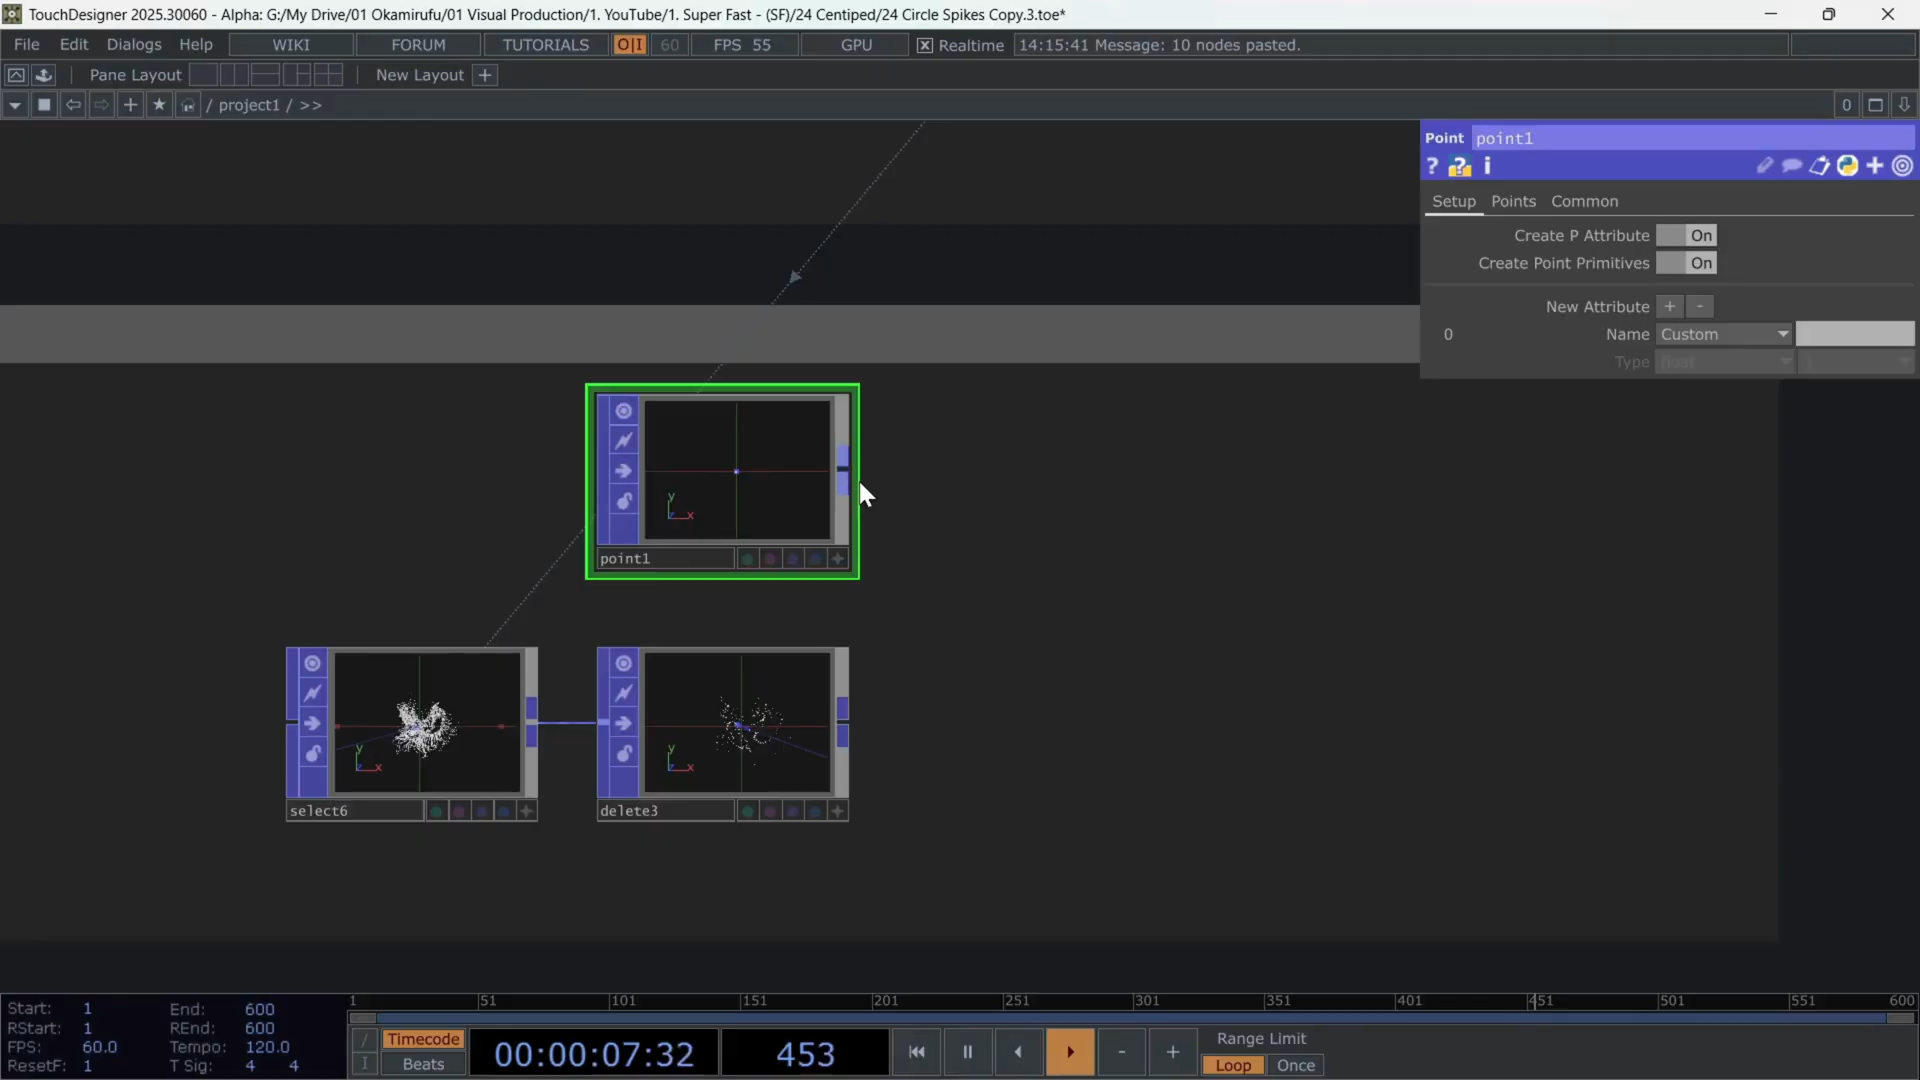 TouchDesigner 2025.30060 - Alpha: G:/My Drive/01 Okamirufu/01 Visual Production/1. YouTube/1. Super Fast - (SF)/24 Centiped/24 Circle Spikes Copy.3.toe*
File Edit Dialogs Help WIKI FORUM TUTORIALS O|I 60 FPS 55 GPU X Realtime 14:15:41 Message: 10 nodes pasted.
Pane Layout New Layout +
/ project1 / >> 0
Point point1
? ? i
Setup Points Common
Create P Attribute On
Create Point Primitives On
New Attribute + -
0 Name Custom
Type float
y
x
point1
y
z x
select6
y
z x
delete3
Start: 1 End: 600
RStart: 1 REnd: 600
FPS: 60.0 Tempo: 120.0
ResetF: 1 T Sig: 4 4
1 51 101 151 201 251 301 351 401 451 501 551 600
Timecode
Beats
00:00:07:32 453
- +
Range Limit
Loop Once